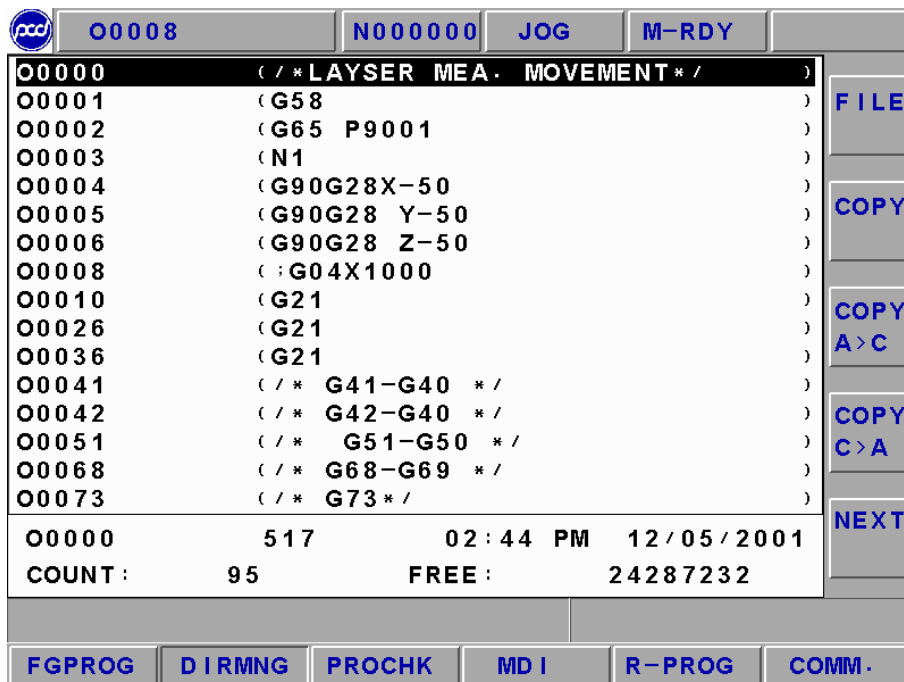 pcd O0008 N000000 JOG M-RDY
O0000 (/*LAYSER MEA. MOVEMENT*/ )
O0001 (G58 )
O0002 (G65 P9001 )
O0003 (N1 )
O0004 (G90G28X-50 )
O0005 (G90G28 Y-50 )
O0006 (G90G28 Z-50 )
O0008 (;G04X1000 )
O0010 (G21 )
O0026 (G21 )
O0036 (G21 )
O0041 (/* G41-G40 */ )
O0042 (/* G42-G40 */ )
O0051 (/* G51-G50 */ )
O0068 (/* G68-G69 */ )
O0073 (/* G73*/ )
O0000 517 02:44 PM 12/05/2001
COUNT: 95 FREE: 24287232
FILE
COPY
COPY
A>C
COPY
C>A
NEXT
FGPROG DIRMNG PROCHK MDI R-PROG COMM.